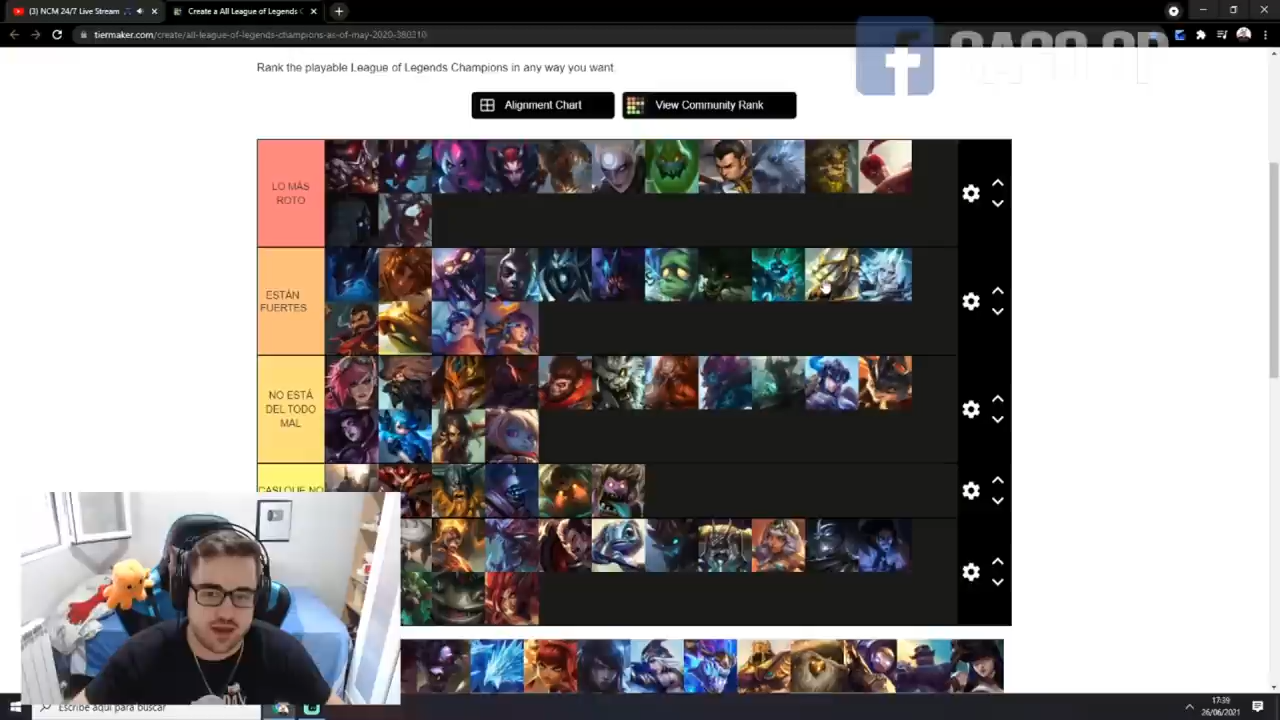 (3) NCM 24/7 Live Stream
Create a All League of Legends C
tiermaker.com/create/all-league-of-legends-champions-as-of-may-2020-380310
Rank the playable League of Legends Champions in any way you want.
Alignment Chart
View Community Rank
LO MÁS
ROTO
ESTÁN
FUERTES
NO ESTÁ
DEL TODO
MAL
CASI QUE NO
Escribe aquí para buscar
17:39
26/06/2021